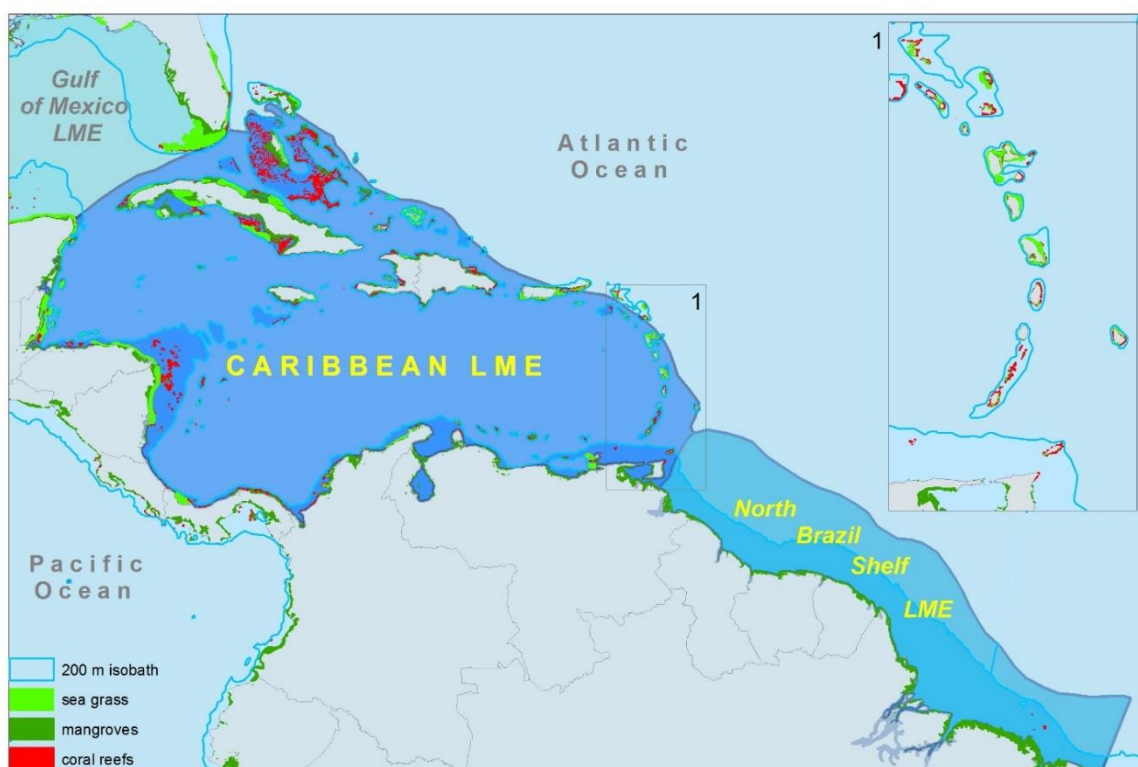 Gulf
of Mexico
LME
Atlantic
Ocean
1
1
CARIBBEAN LME
North
Brazil
Shelf
LME
Pacific
Ocean
200 m isobath
sea grass
mangroves
coral reefs